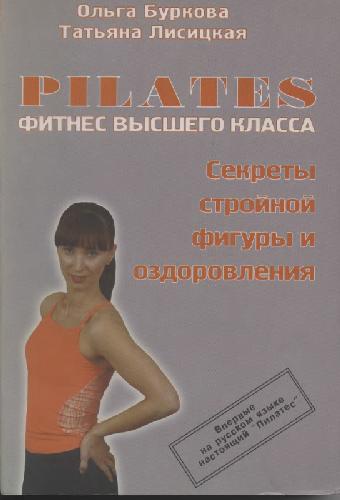 Ольга Буркова
Татьяна Лисицкая
PILATES
ФИТНЕС ВЫСШЕГО КЛАССА
Секреты
стройной
фигуры и
оздоровления
Впервые
на русском языке
настоящий "Пилатес"